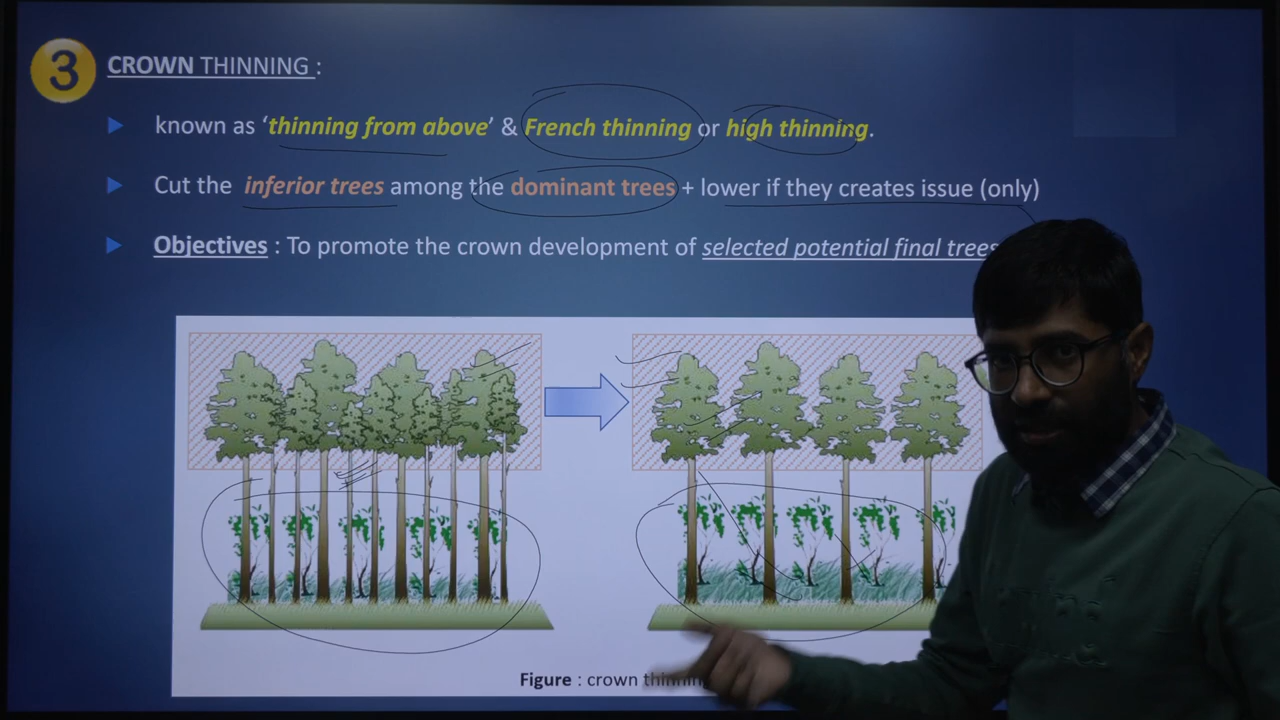 3 CROWN THINNING :
known as ‘thinning from above’ & French thinning or high thinning.
Cut the inferior trees among the dominant trees + lower if they creates issue (only)
Objectives : To promote the crown development of selected potential final trees
Figure : crown thinning